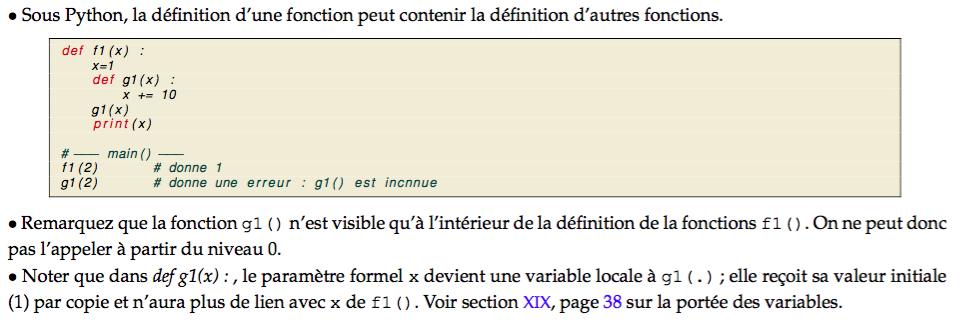 • Sous Python, la définition d'une fonction peut contenir la définition d'autres fonctions.
def f1(x) :
    x=1
    def g1(x) :
        x += 10
    g1(x)
    print(x)
# —— main() ——
f1(2)        # donne 1
g1(2)        # donne une erreur : g1() est incnnue
• Remarquez que la fonction g1() n'est visible qu'à l'intérieur de la définition de la fonctions f1(). On ne peut donc
pas l'appeler à partir du niveau 0.
• Noter que dans def g1(x) : , le paramètre formel x devient une variable locale à g1(.) ; elle reçoit sa valeur initiale
(1) par copie et n'aura plus de lien avec x de f1(). Voir section XIX, page 38 sur la portée des variables.